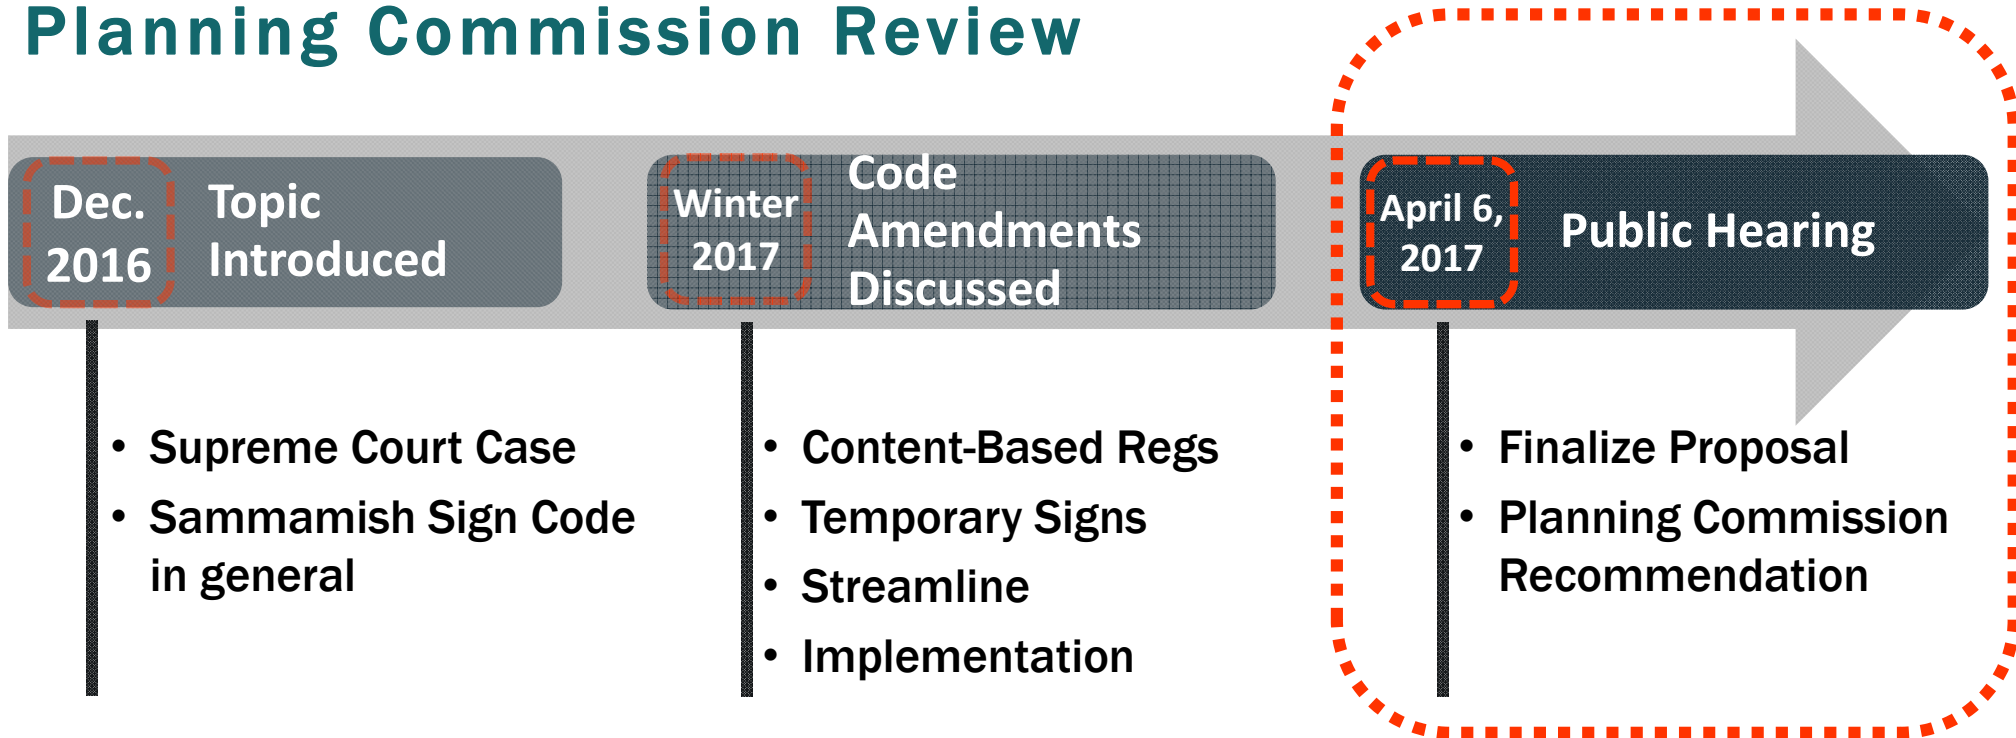 Planning Commission Review
Dec.
2016
Topic
Introduced
Winter
2017
Code
Amendments
Discussed
April 6,
2017
Public Hearing
• Supreme Court Case
• Sammamish Sign Code
in general
• Content-Based Regs
• Temporary Signs
• Streamline
• Implementation
• Finalize Proposal
• Planning Commission
Recommendation